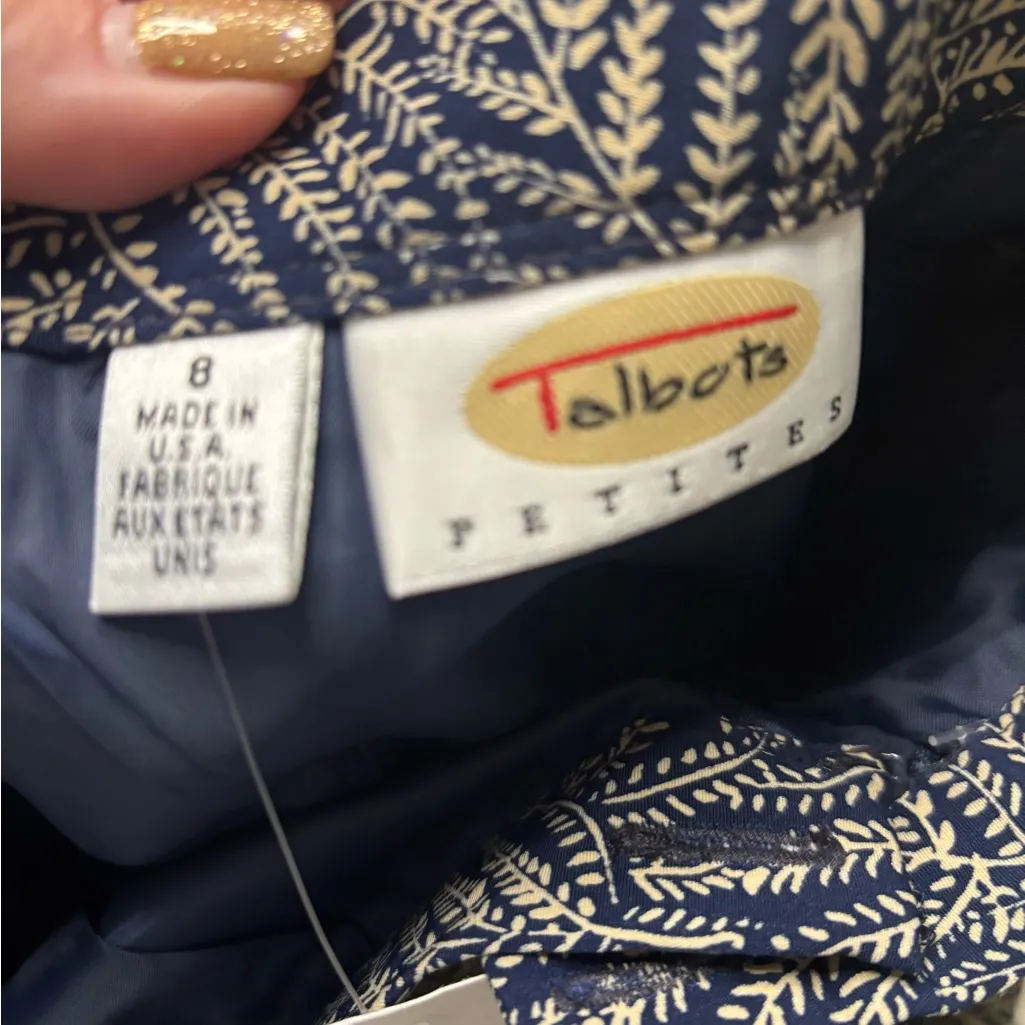 8
MADE IN
U.S.A.
FABRIQUE
AUX ETATS
UNIS
Talbots
PETITES